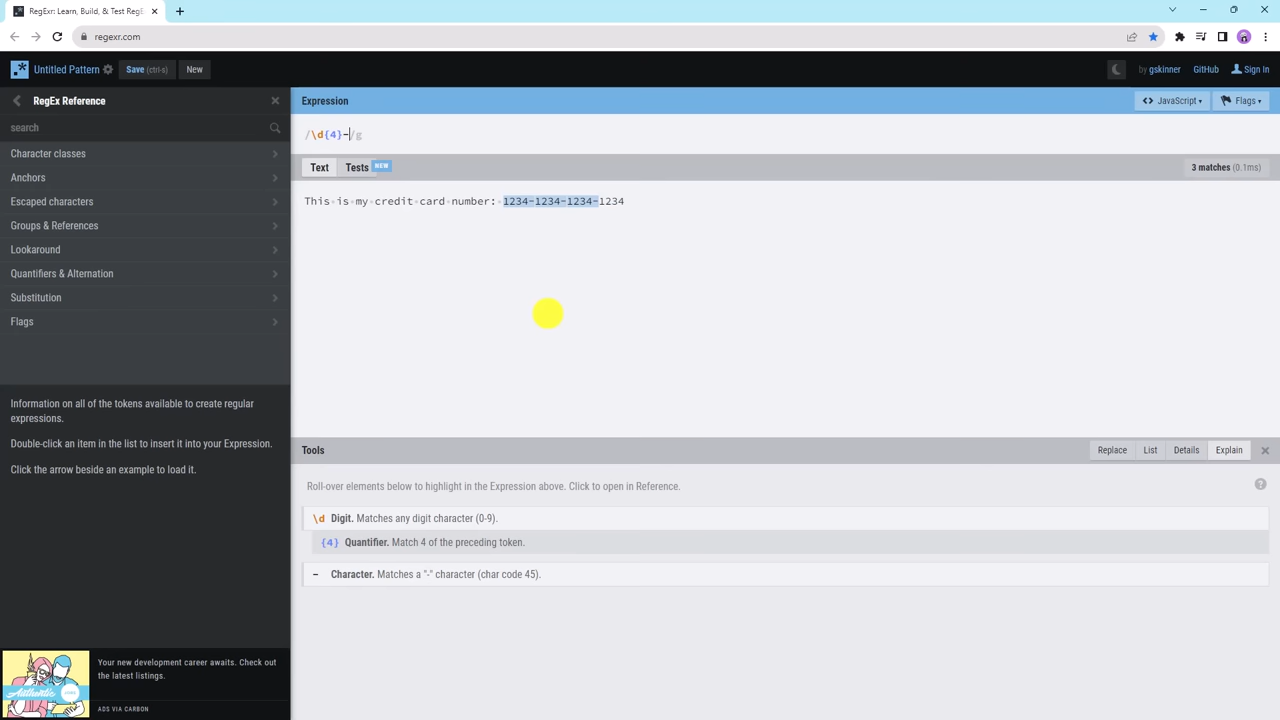 RegExr: Learn, Build, & Test RegE
regexr.com
Untitled Pattern
Save (ctrl-s)
New
by gskinner
GitHub
Sign In
RegEx Reference
search
Character classes
Anchors
Escaped characters
Groups & References
Lookaround
Quantifiers & Alternation
Substitution
Flags
Information on all of the tokens available to create regular
expressions.
Double-click an item in the list to insert it into your Expression.
Click the arrow beside an example to load it.
Your new development career awaits. Check out
the latest listings.
ADS VIA CARBON
Expression
<> JavaScript
Flags
/\d{4}-/g
Text
Tests NEW
3 matches (0.1ms)
This is my credit card number: 1234-1234-1234-1234
Tools
Replace
List
Details
Explain
Roll-over elements below to highlight in the Expression above. Click to open in Reference.
?
\d Digit. Matches any digit character (0-9).
{4} Quantifier. Match 4 of the preceding token.
- Character. Matches a "-" character (char code 45).